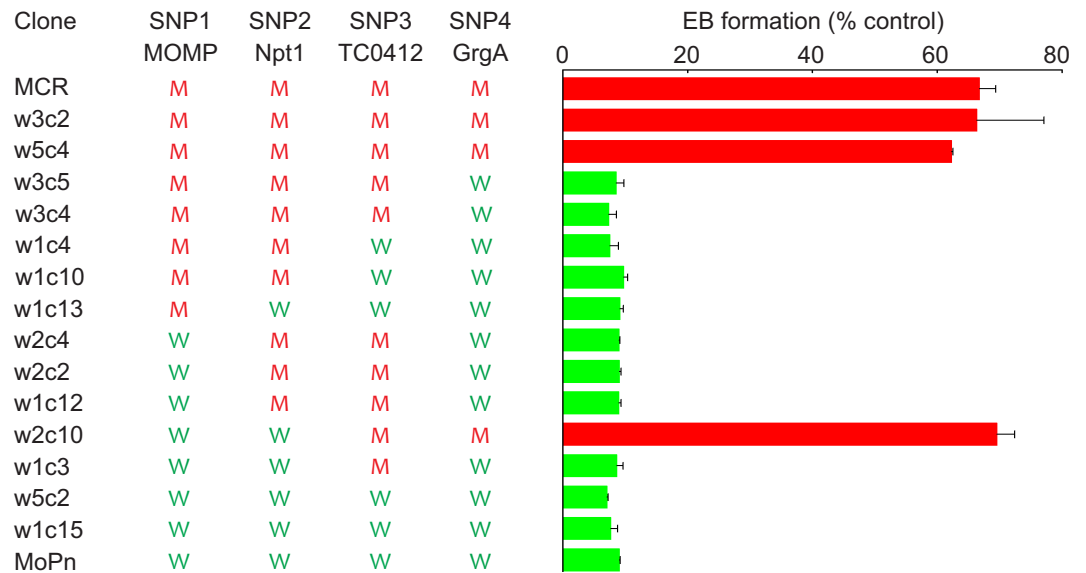 Clone SNP1 SNP2 SNP3 SNP4 EB formation (% control)
MOMP Npt1 TC0412 GrgA 0 20 40 60 80
MCR M M M M
w3c2 M M M M
w5c4 M M M M
w3c5 M M M W
w3c4 M M M W
w1c4 M M W W
w1c10 M M W W
w1c13 M W W W
w2c4 W M M W
w2c2 W M M W
w1c12 W M M W
w2c10 W W M M
w1c3 W W M W
w5c2 W W W W
w1c15 W W W W
MoPn W W W W